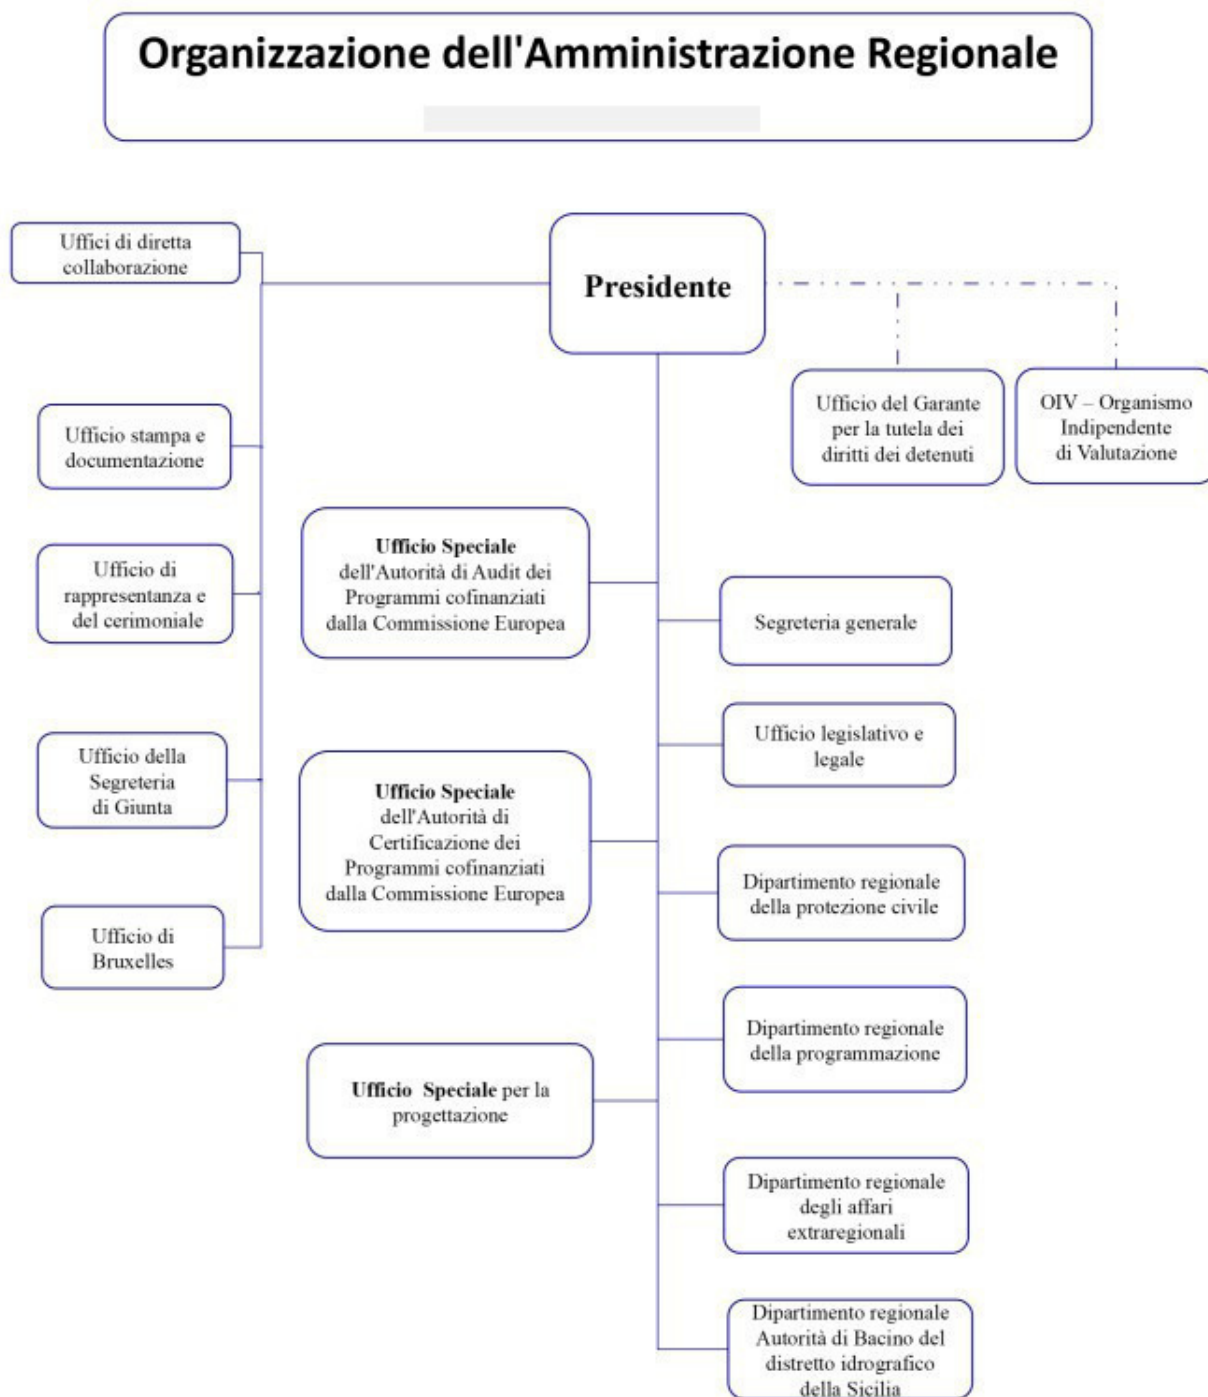 Organizzazione dell'Amministrazione Regionale
Uffici di diretta
collaborazione
Presidente
Ufficio del Garante
per la tutela dei
diritti dei detenuti
OIV – Organismo
Indipendente
di Valutazione
Ufficio stampa e
documentazione
Ufficio di
rappresentanza e
del cerimoniale
Ufficio della
Segreteria
di Giunta
Ufficio di
Bruxelles
Ufficio Speciale
dell'Autorità di Audit dei
Programmi cofinanziati
dalla Commissione Europea
Ufficio Speciale
dell'Autorità di
Certificazione dei
Programmi cofinanziati
dalla Commissione Europea
Ufficio Speciale per la
progettazione
Segreteria generale
Ufficio legislativo e
legale
Dipartimento regionale
della protezione civile
Dipartimento regionale
della programmazione
Dipartimento regionale
degli affari
extraregionali
Dipartimento regionale
Autorità di Bacino del
distretto idrografico
della Sicilia